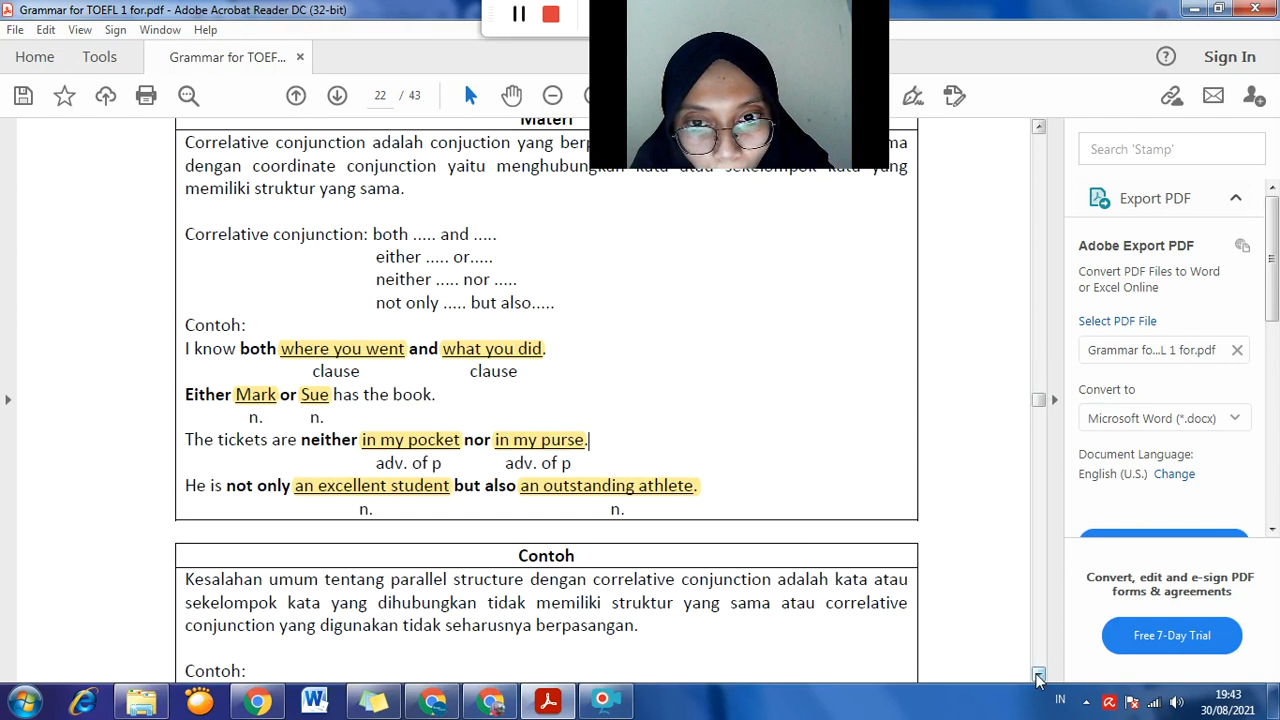 Grammar for TOEFL 1 for.pdf - Adobe Acrobat Reader DC (32-bit)
File Edit View Sign Window Help
Home Tools Grammar for TOEF... × Sign In
22 / 43
Materi
Correlative conjunction adalah conjuction yang
dengan coordinate conjunction yaitu menghubungkan kata atau sekelompok kata yang
memiliki struktur yang sama.
Correlative conjunction: both ..... and .....
either ..... or.....
neither ..... nor .....
not only ..... but also.....
Contoh:
I know both where you went and what you did.
clause clause
Either Mark or Sue has the book.
n. n.
The tickets are neither in my pocket nor in my purse.
adv. of p adv. of p
He is not only an excellent student but also an outstanding athlete.
n. n.
Contoh
Kesalahan umum tentang parallel structure dengan correlative conjunction adalah kata atau
sekelompok kata yang dihubungkan tidak memiliki struktur yang sama atau correlative
conjunction yang digunakan tidak seharusnya berpasangan.
Contoh:
Search 'Stamp'
Export PDF
Adobe Export PDF
Convert PDF Files to Word
or Excel Online
Select PDF File
Grammar fo...L 1 for.pdf ×
Convert to
Microsoft Word (*.docx)
Document Language:
English (U.S.) Change
Convert, edit and e-sign PDF
forms & agreements
Free 7-Day Trial
IN
19:43
30/08/2021